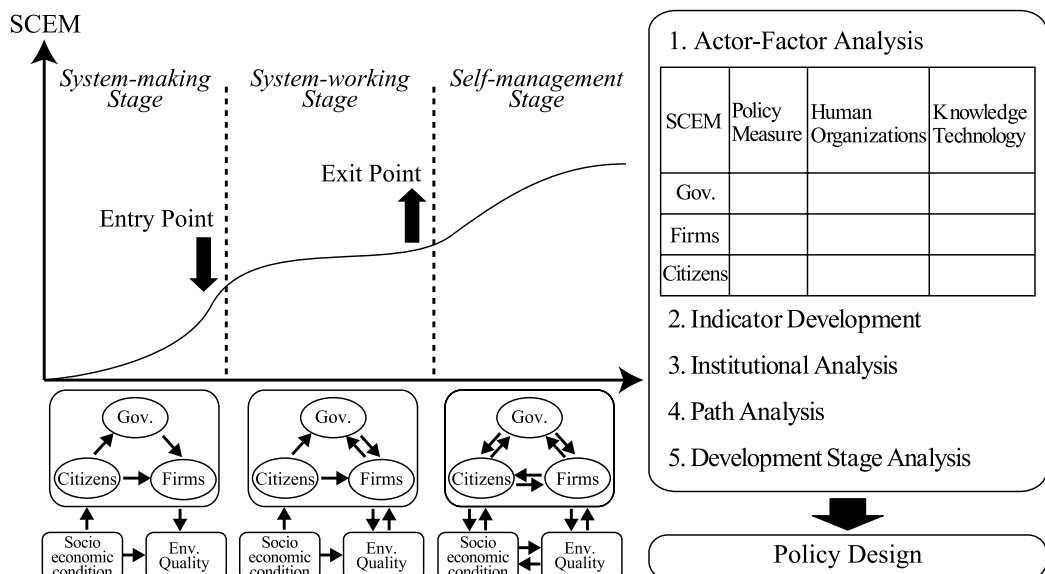 SCEM
System-making
Stage
System-working
Stage
Self-management
Stage
Entry Point
Exit Point
Gov.
Citizens
Firms
Socio
economic
condition
Env.
Quality
Gov.
Citizens
Firms
Socio
economic
condition
Env.
Quality
Gov.
Citizens
Firms
Socio
economic
condition
Env.
Quality
1. Actor-Factor Analysis
SCEM
Policy
Measure
Human
Organizations
Knowledge
Technology
Gov.
Firms
Citizens
2. Indicator Development
3. Institutional Analysis
4. Path Analysis
5. Development Stage Analysis
Policy Design